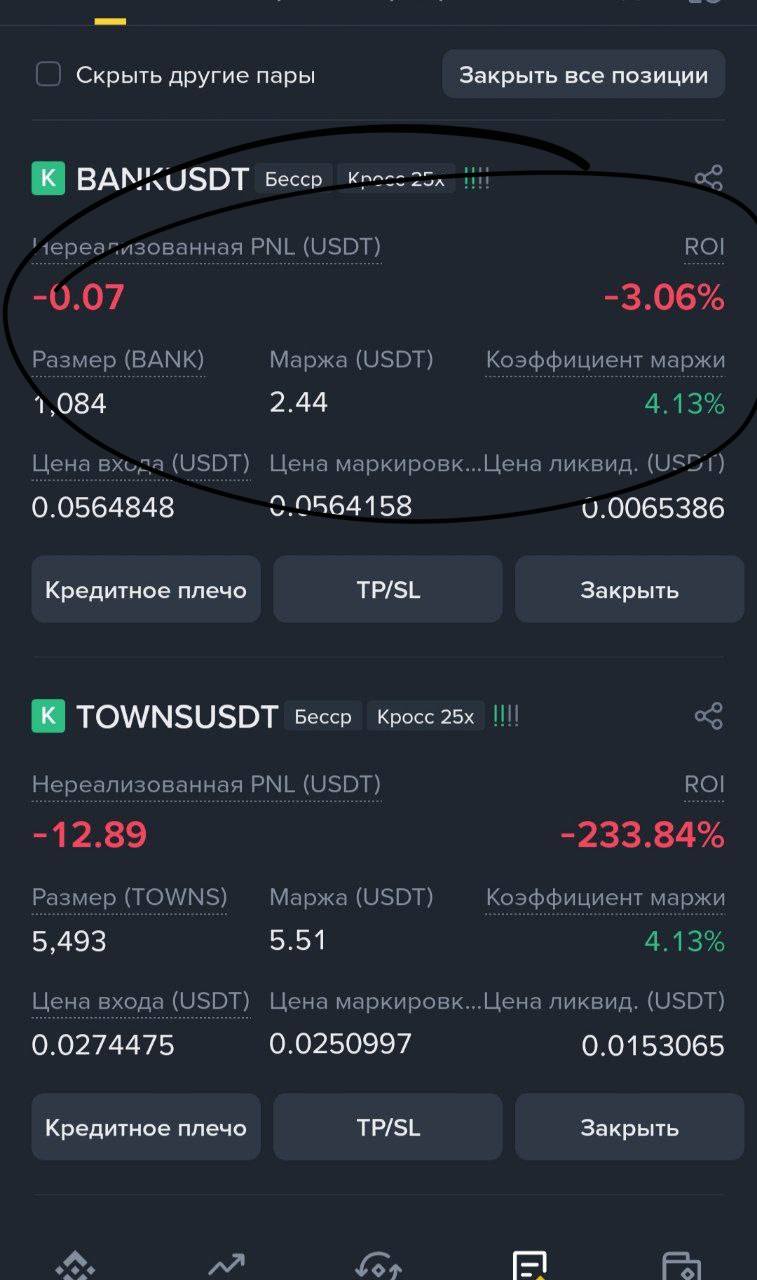 Скрыть другие пары Закрыть все позиции
К BANKUSDT Бесср Кросс 25x
Нереализованная PNL (USDT) ROI
-0.07 -3.06%
Размер (BANK) Маржа (USDT) Коэффициент маржи
1,084 2.44 4.13%
Цена входа (USDT) Цена маркировк... Цена ликвид. (USDT)
0.0564848 0.0564158 0.0065386
Кредитное плечо TP/SL Закрыть
К TOWNSUSDT Бесср Кросс 25x
Нереализованная PNL (USDT) ROI
-12.89 -233.84%
Размер (TOWNS) Маржа (USDT) Коэффициент маржи
5,493 5.51 4.13%
Цена входа (USDT) Цена маркировк... Цена ликвид. (USDT)
0.0274475 0.0250997 0.0153065
Кредитное плечо TP/SL Закрыть